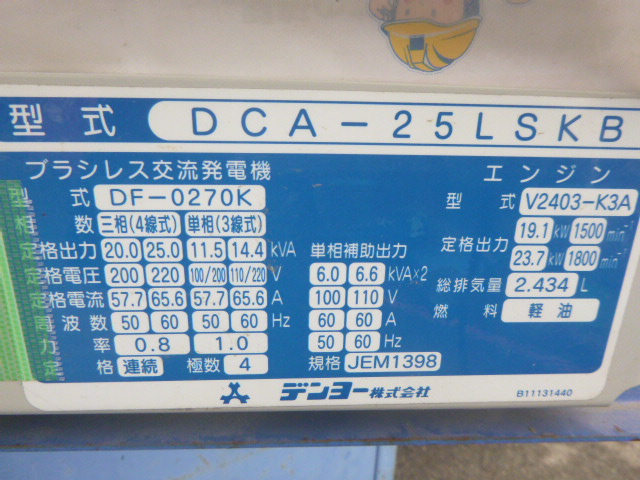 型式 DCA-25LSKB
ブラシレス交流発電機
型式 DF-0270K
相数 三相(4線式) 単相(3線式)
定格出力 20.0 25.0 11.5 14.4 kVA
定格電圧 200 220 100/200 110/220 V
定格電流 57.7 65.6 57.7 65.6 A
周波数 50 60 50 60 Hz
力率 0.8 1.0
定格 連続 極数 4
単相補助出力
6.0 6.6 kVA×2
100 110 V
60 60 A
50 60 Hz
規格 JEM1398
エンジン
型式 V2403-K3A
定格出力 19.1 kW 1500 min
23.7 kW 1800 min
総排気量 2.434 L
燃料 軽油
デンヨー株式会社
B11131440